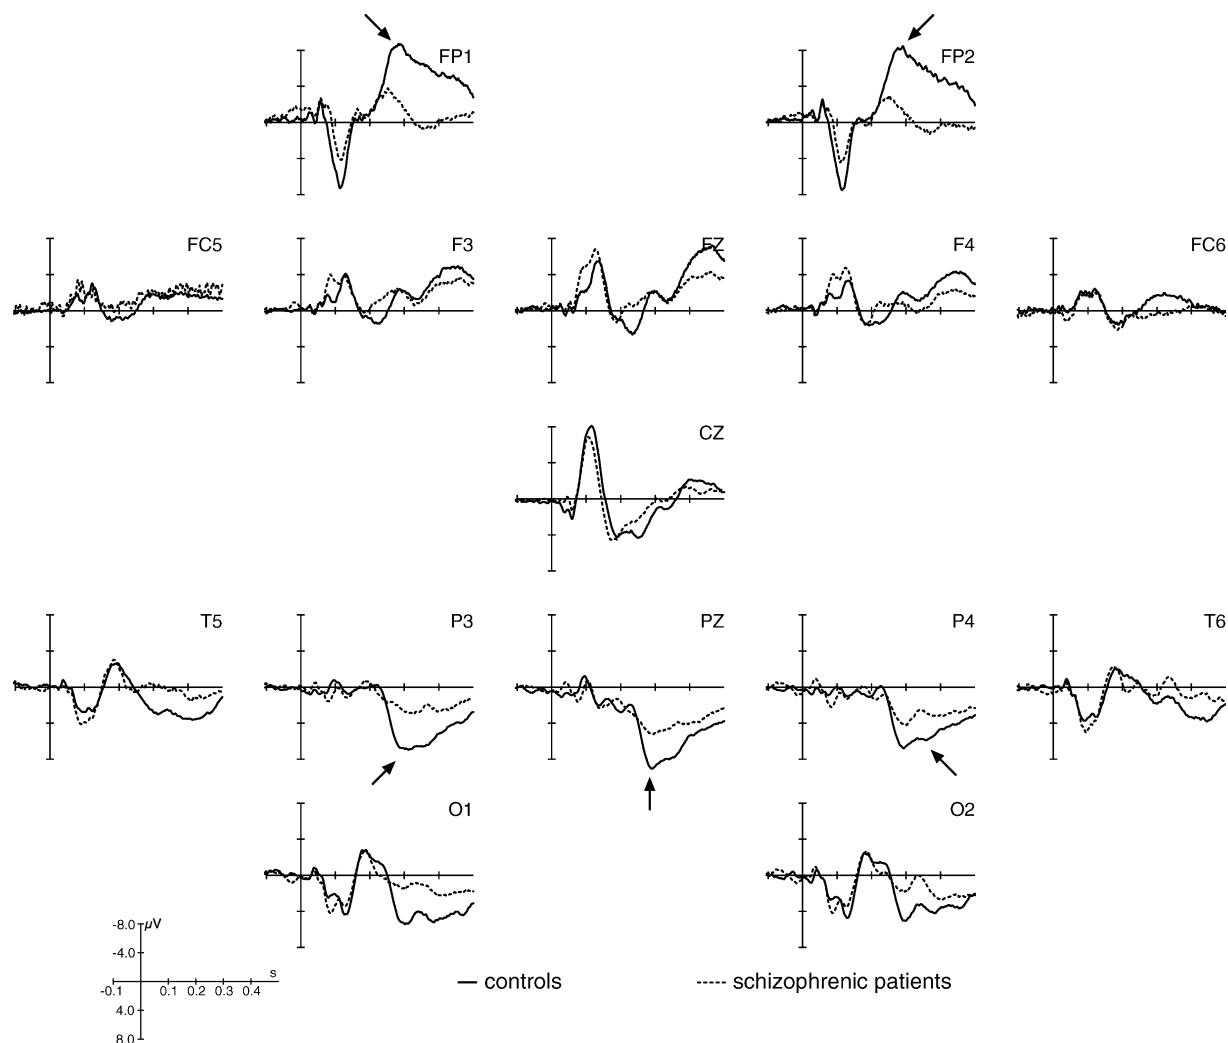 FP1 FP2
FC5 F3 FZ F4 FC6
CZ
T5 P3 PZ P4 T6
O1 O2
-8.0 µV
-4.0
s
-0.1 0.1 0.2 0.3 0.4
4.0
8.0
controls schizophrenic patients